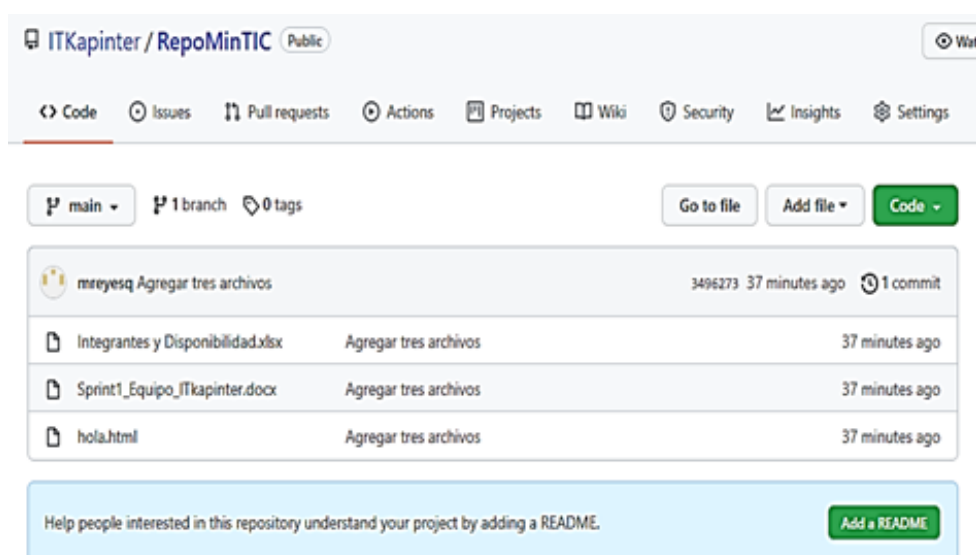 ITKapinter / RepoMinTIC Public
Wat
Code Issues Pull requests Actions Projects Wiki Security Insights Settings
main 1 branch 0 tags Go to file Add file Code
mreyesq Agregar tres archivos 3496273 37 minutes ago 1 commit
Integrantes y Disponibilidad.xlsx Agregar tres archivos 37 minutes ago
Sprint1_Equipo_ITkapinter.docx Agregar tres archivos 37 minutes ago
hola.html Agregar tres archivos 37 minutes ago
Help people interested in this repository understand your project by adding a README. Add a README